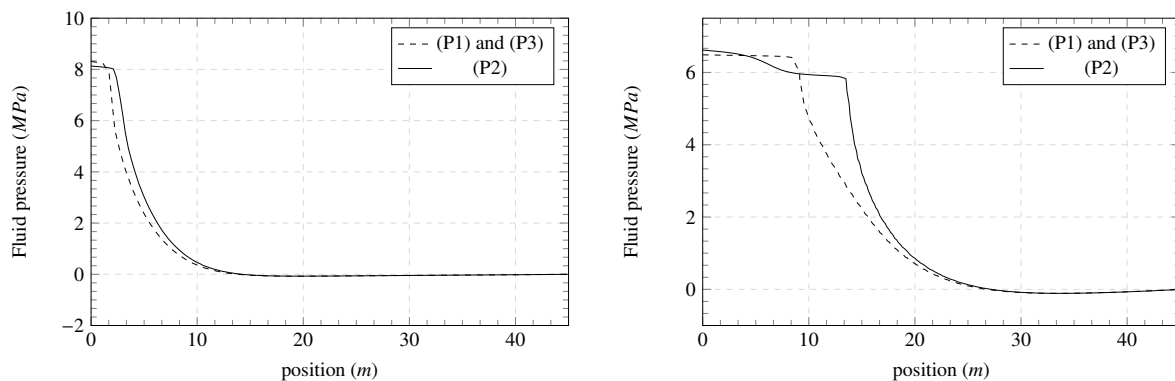 10
8
6
4
2
0
−2
0
10
20
30
40
position (m)
Fluid pressure (MPa)
(P1) and (P3)
(P2)
6
4
2
0
0
10
20
30
40
position (m)
Fluid pressure (MPa)
(P1) and (P3)
(P2)